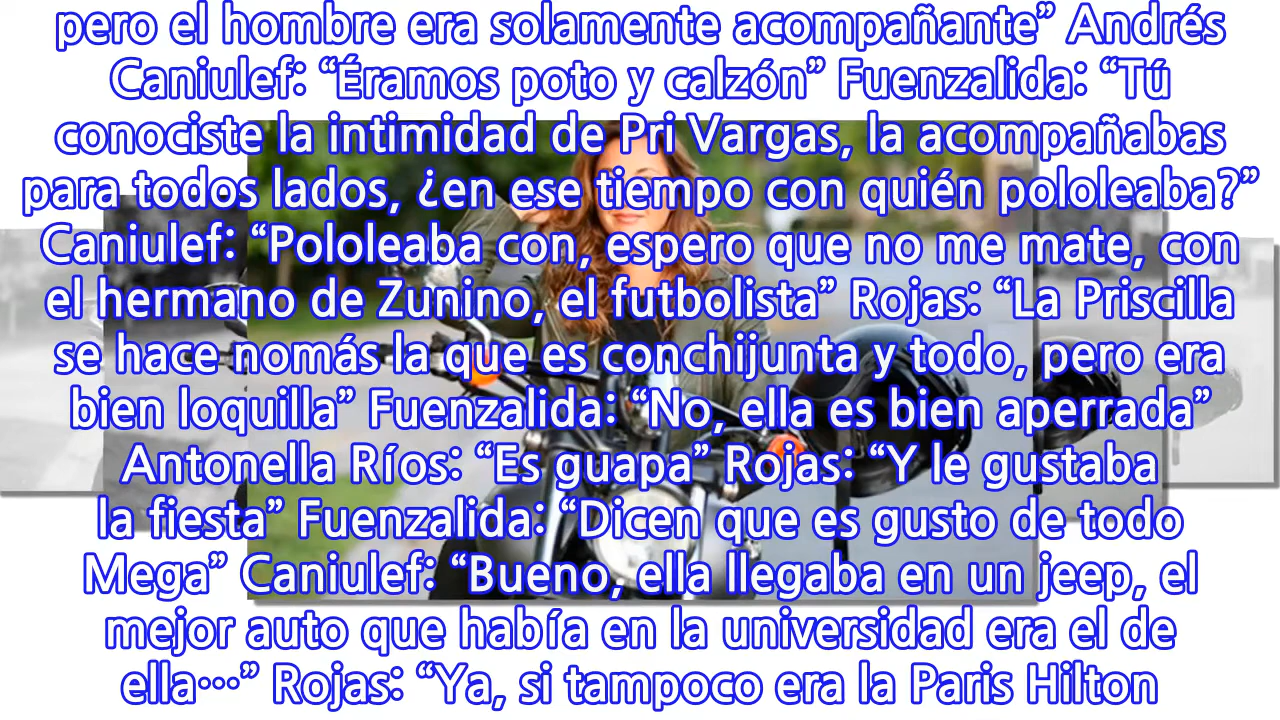 pero el hombre era solamente acompañante” Andrés
Caniulef: “Éramos poto y calzón” Fuenzalida: “Tú
conociste la intimidad de Pri Vargas, la acompañabas
para todos lados, ¿en ese tiempo con quién pololeaba?”
Caniulef: “Pololeaba con, espero que no me mate, con
el hermano de Zunino, el futbolista” Rojas: “La Priscilla
se hace nomás la que es conchijunta y todo, pero era
bien loquilla” Fuenzalida: “No, ella es bien aperrada”
Antonella Ríos: “Es guapa” Rojas: “Y le gustaba
la fiesta” Fuenzalida: “Dicen que es gusto de todo
Mega” Caniulef: “Bueno, ella llegaba en un jeep, el
mejor auto que había en la universidad era el de
ella…” Rojas: “Ya, si tampoco era la Paris Hilton